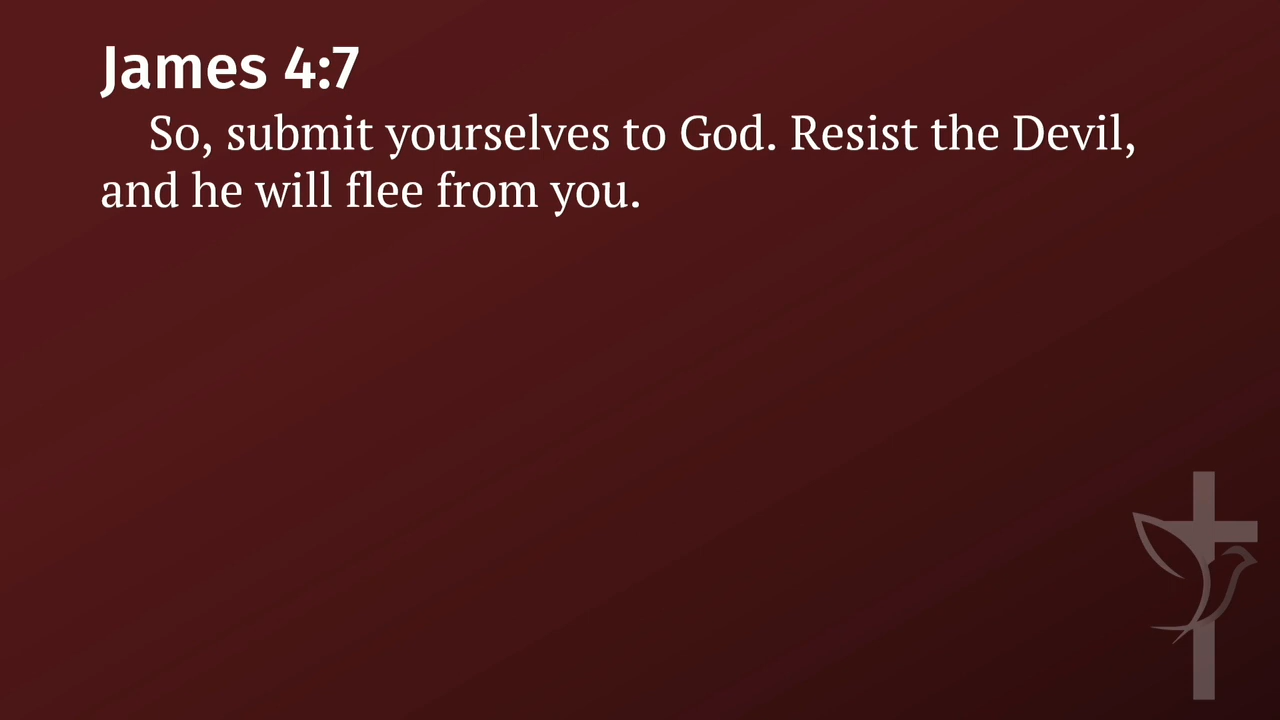 James 4:7
So, submit yourselves to God. Resist the Devil,
and he will flee from you.